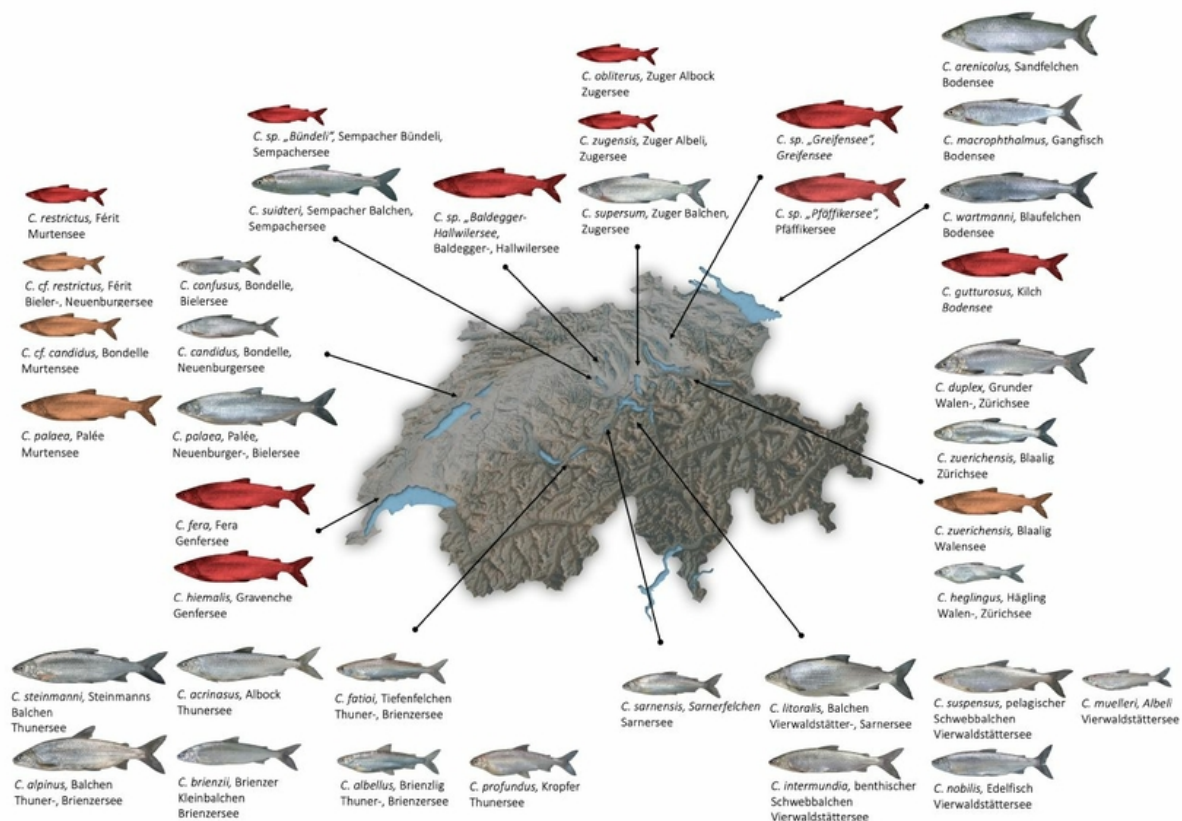 C. obliterus, Zuger Albock
Zugersee
C. zugensis, Zuger Albeli,
Zugersee
C. supersum, Zuger Balchen,
Zugersee
C. sp. „Bündeli“, Sempacher Bündeli,
Sempachersee
C. suidteri, Sempacher Balchen,
Sempachersee
C. sp. „Baldegger-
Hallwilersee,
Baldegger-, Hallwilersee
C. sp. „Greifensee“,
Greifensee
C. sp. „Pfäffikersee“,
Pfäffikersee
C. arenicolus, Sandfelchen
Bodensee
C. macrophthalmus, Gangfisch
Bodensee
C. wartmanni, Blaufelchen
Bodensee
C. gutturosus, Kilch
Bodensee
C. restrictus, Férit
Murtensee
C. cf. restrictus, Férit
Bieler-, Neuenburgersee
C. cf. candidus, Bondelle
Murtensee
C. palaea, Palée
Murtensee
C. confusus, Bondelle,
Bielersee
C. candidus, Bondelle,
Neuenburgersee
C. palaea, Palée,
Neuenburger-, Bielersee
C. fera, Fera
Genfersee
C. hiemalis, Gravenche
Genfersee
C. duplex, Grunder
Walen-, Zürichsee
C. zuerichensis, Blaalig
Zürichsee
C. zuerichensis, Blaalig
Walensee
C. heglingus, Hägling
Walen-, Zürichsee
C. steinmanni, Steinmanns
Balchen
Thunersee
C. acrinasus, Albock
Thunersee
C. fatioi, Tiefenfelchen
Thuner-, Brienzersee
C. alpinus, Balchen
Thuner-, Brienzersee
C. brienzii, Brienzer
Kleinbalchen
Brienzersee
C. albellus, Brienzlig
Thuner-, Brienzersee
C. profundus, Kropfer
Thunersee
C. sarnensis, Sarnerfelchen
Sarnersee
C. litoralis, Balchen
Vierwaldstätter-, Sarnersee
C. suspensus, pelagischer
Schwebbalchen
Vierwaldstättersee
C. muelleri, Albeli
Vierwaldstättersee
C. intermundia, benthischer
Schwebbalchen
Vierwaldstättersee
C. nobilis, Edelfisch
Vierwaldstättersee